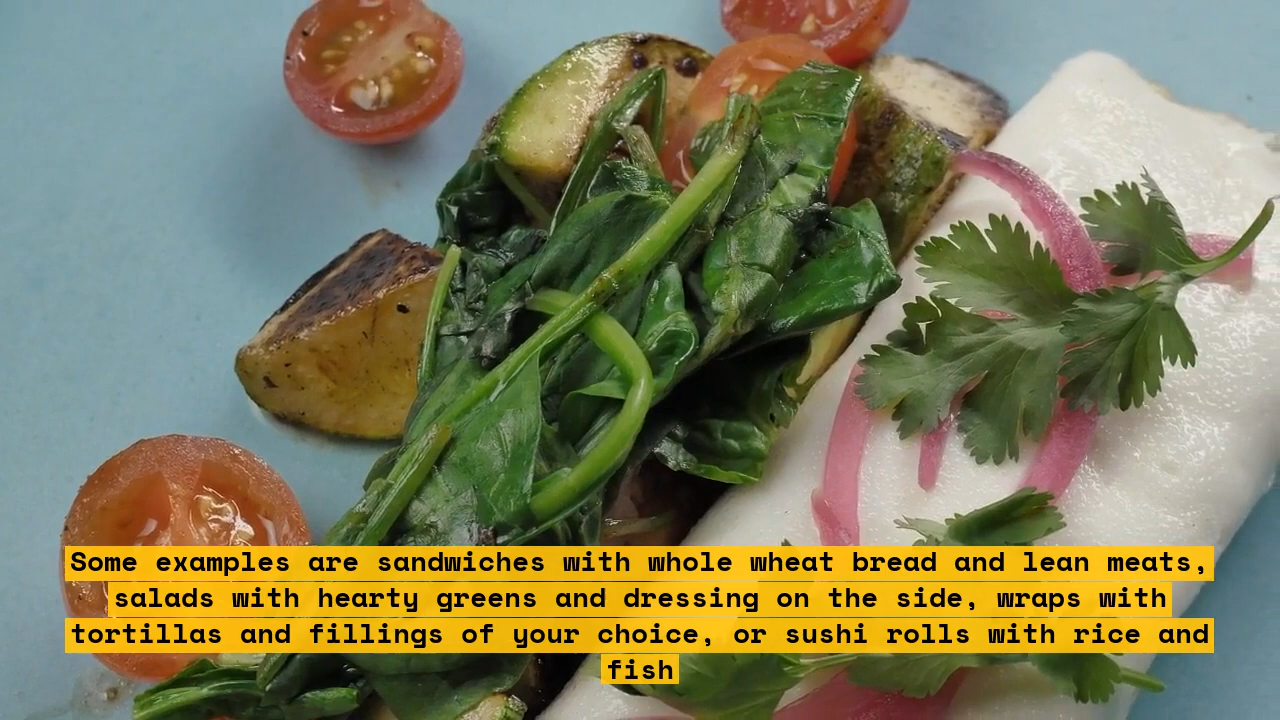 Some examples are sandwiches with whole wheat bread and lean meats,
salads with hearty greens and dressing on the side, wraps with
tortillas and fillings of your choice, or sushi rolls with rice and
fish